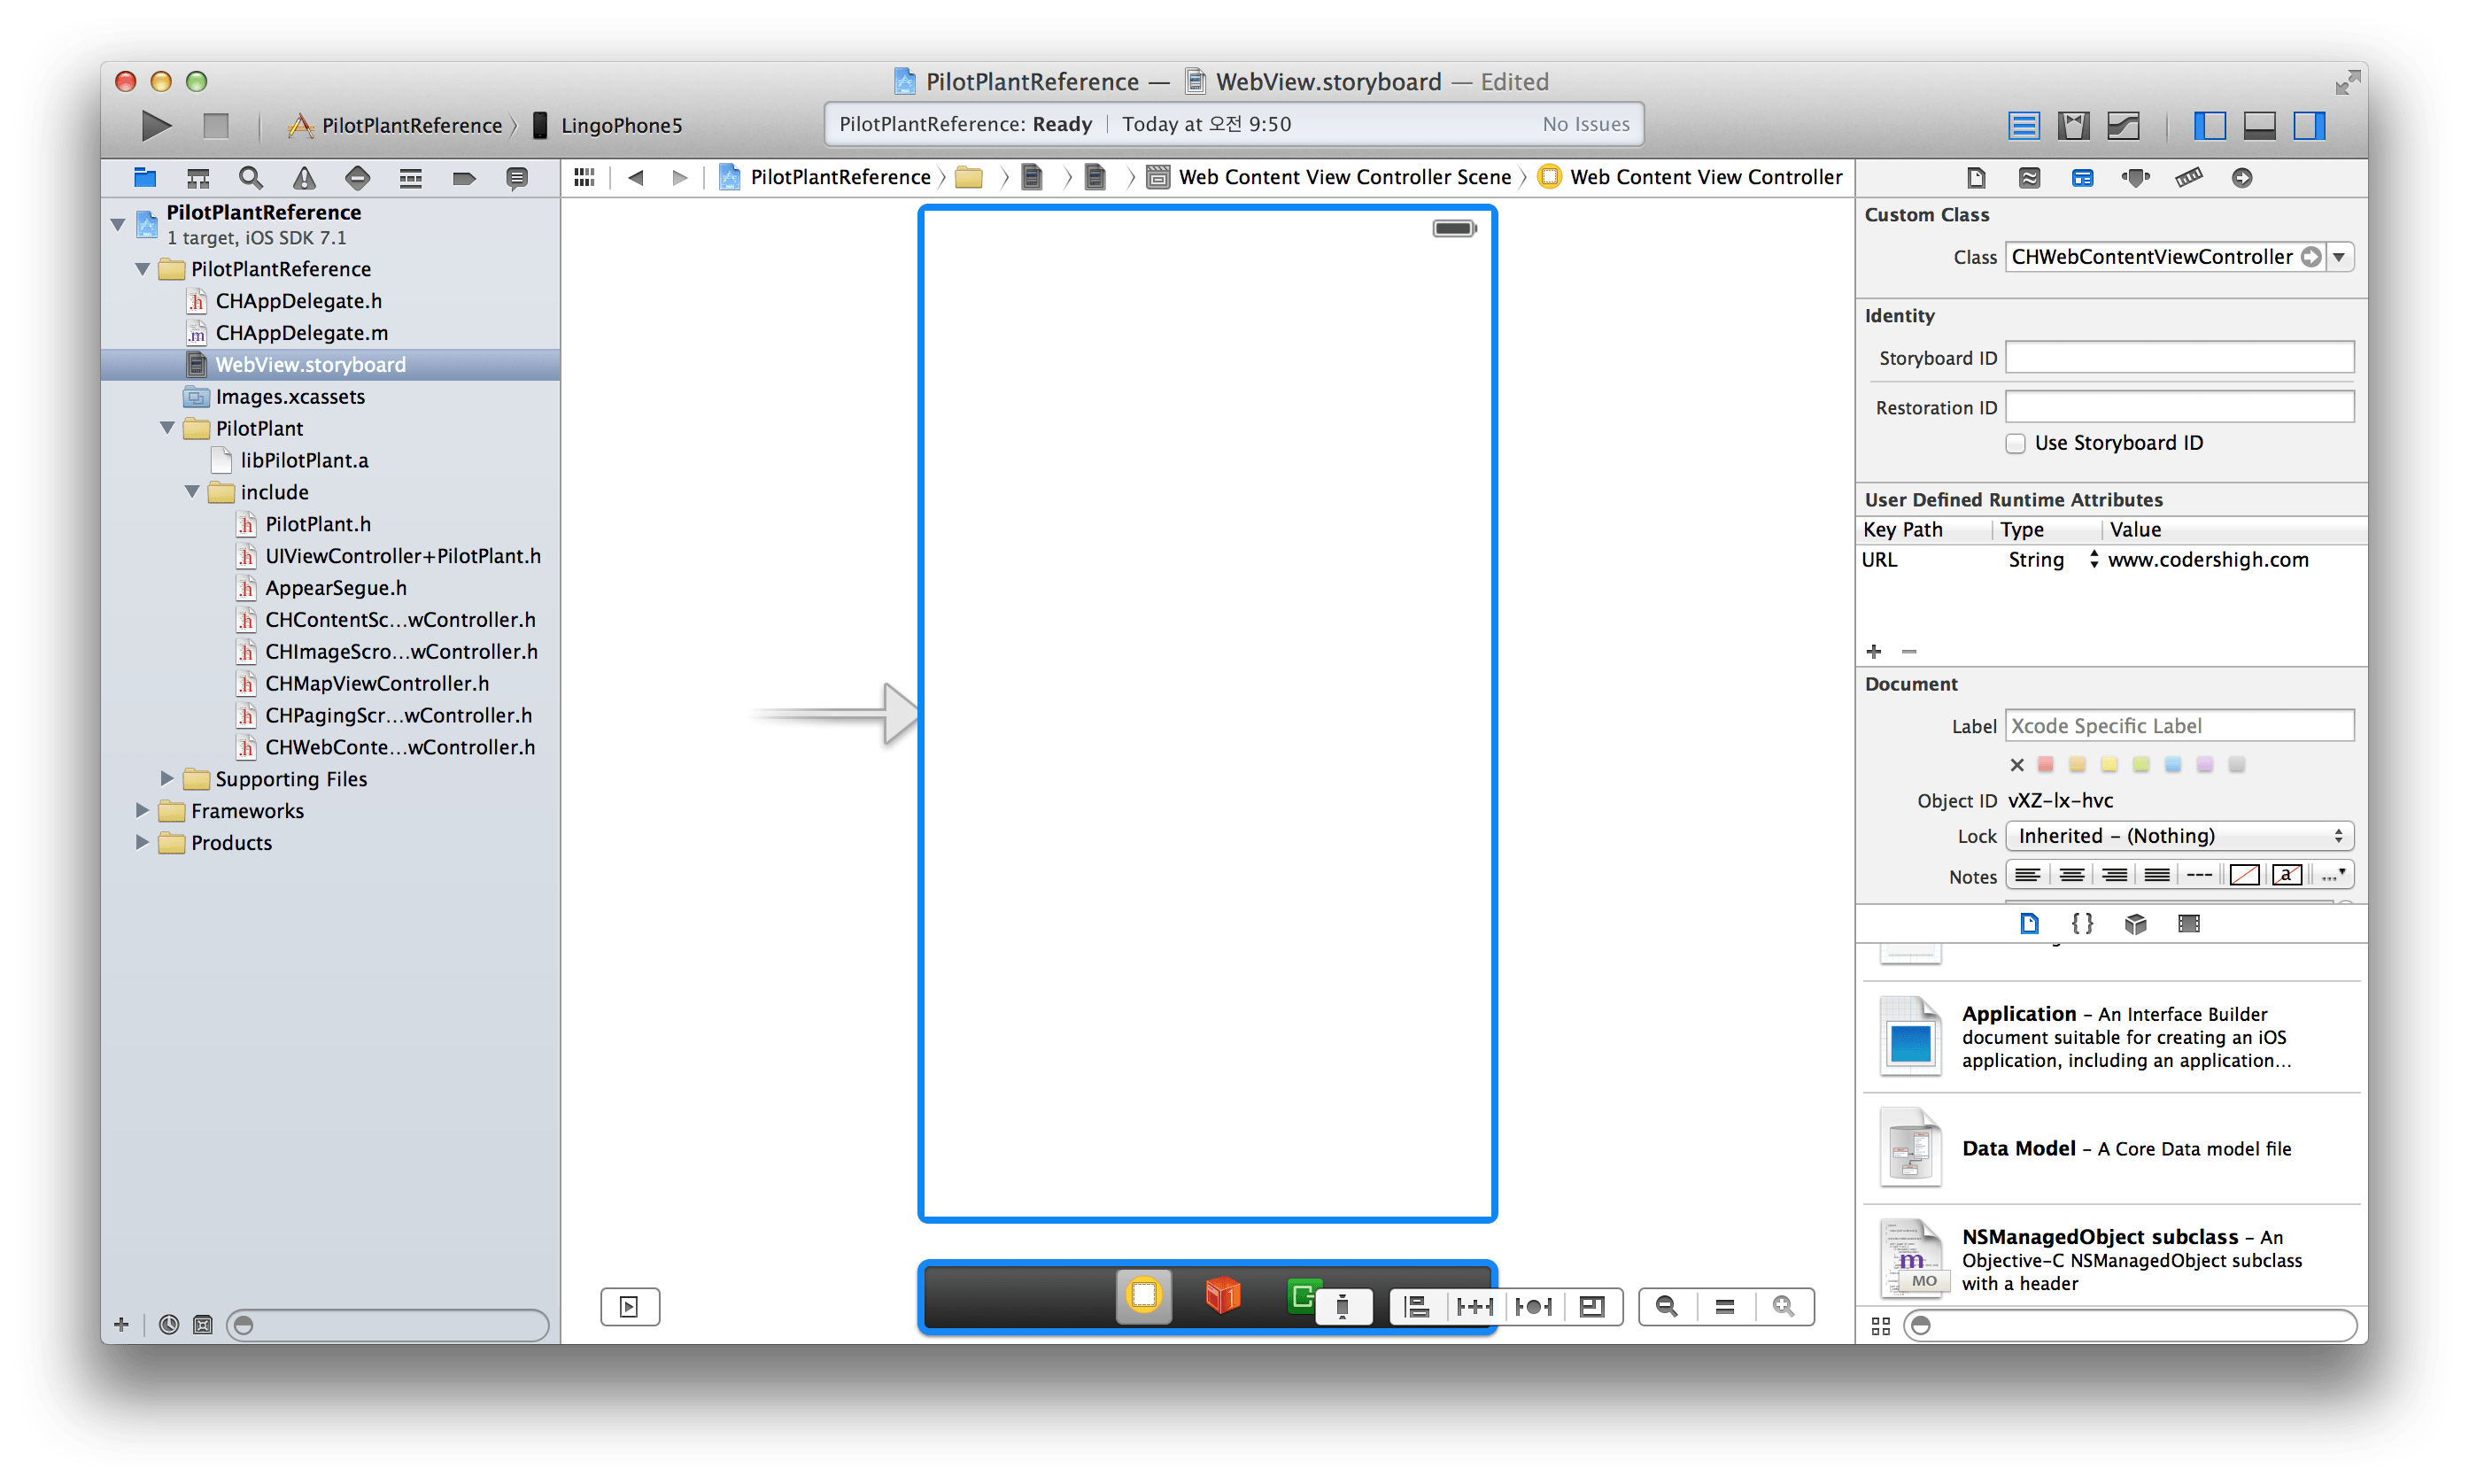 PilotPlantReference — WebView.storyboard — Edited
PilotPlantReference LingoPhone5
PilotPlantReference: Ready Today at 오전 9:50 No Issues
PilotPlantReference Web Content View Controller Scene Web Content View Controller
PilotPlantReference
1 target, iOS SDK 7.1
PilotPlantReference
CHAppDelegate.h
CHAppDelegate.m
WebView.storyboard
Images.xcassets
PilotPlant
libPilotPlant.a
include
PilotPlant.h
UIViewController+PilotPlant.h
AppearSegue.h
CHContentSc...wController.h
CHImageScro...wController.h
CHMapViewController.h
CHPagingScr...wController.h
CHWebConte...wController.h
Supporting Files
Frameworks
Products
Custom Class
Class CHWebContentViewController
Identity
Storyboard ID
Restoration ID
Use Storyboard ID
User Defined Runtime Attributes
Key Path Type Value
URL String www.codershigh.com
Document
Label Xcode Specific Label
Object ID vXZ-lx-hvc
Lock Inherited - (Nothing)
Notes
Application - An Interface Builder
document suitable for creating an iOS
application, including an application...
Data Model - A Core Data model file
NSManagedObject subclass - An
Objective-C NSManagedObject subclass
with a header